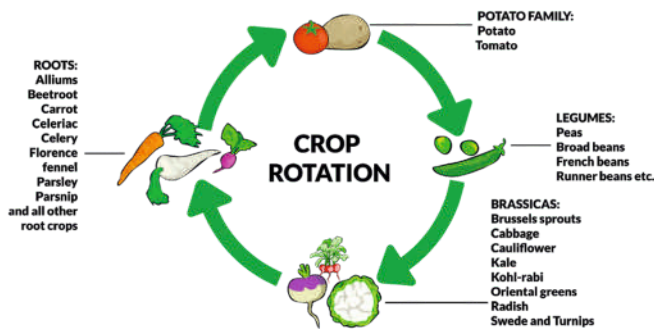 POTATO FAMILY:
Potato
Tomato
ROOTS:
Alliums
Beetroot
Carrot
Celeriac
Celery
Florence
fennel
Parsley
Parsnip
and all other
root crops
CROP
ROTATION
LEGUMES:
Peas
Broad beans
French beans
Runner beans etc.
BRASSICAS:
Brussels sprouts
Cabbage
Cauliflower
Kale
Kohl-rabi
Oriental greens
Radish
Swede and Turnips